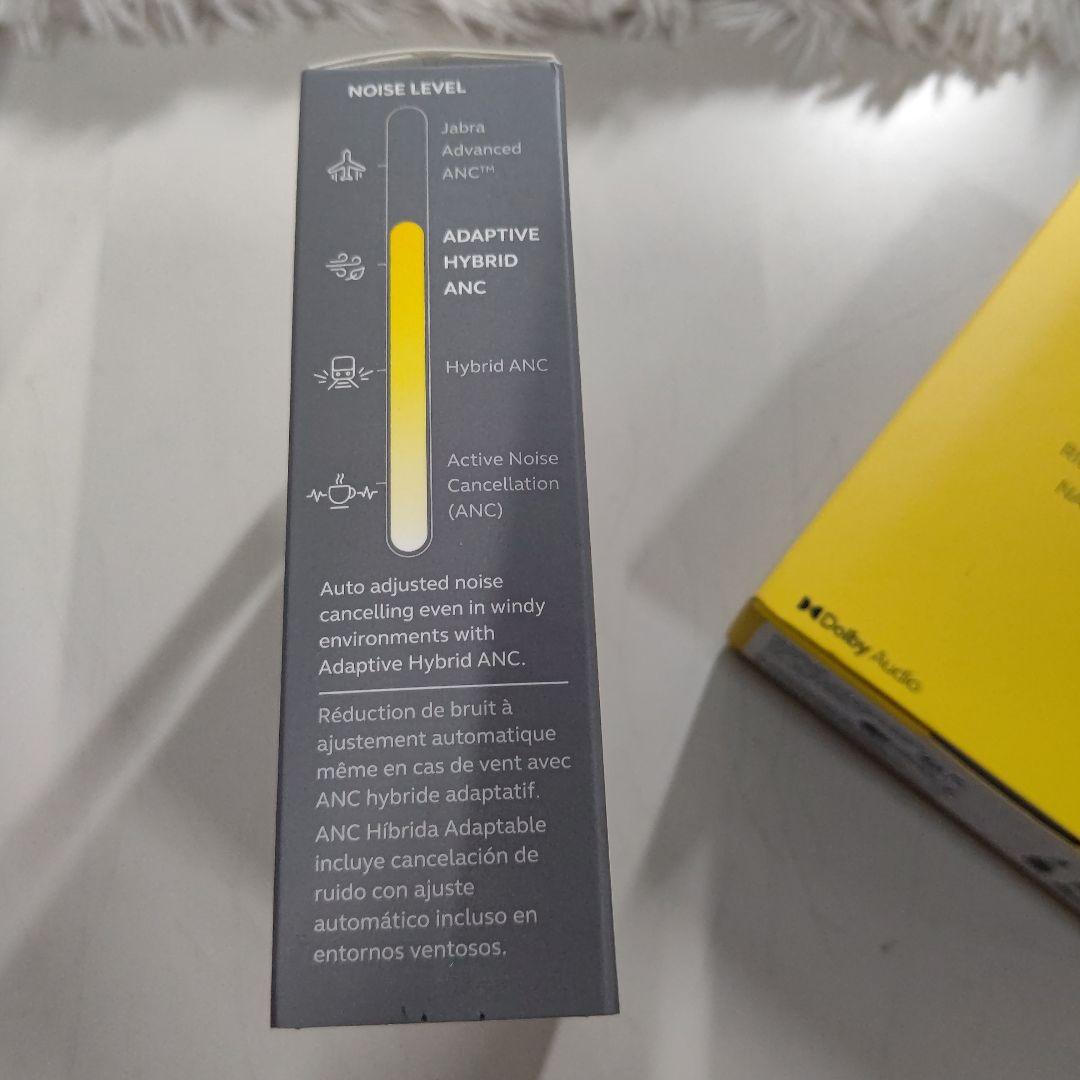 NOISE LEVEL
Jabra
Advanced
ANC™
ADAPTIVE
HYBRID
ANC
Hybrid ANC
Active Noise
Cancellation
(ANC)
Auto adjusted noise
cancelling even in windy
environments with
Adaptive Hybrid ANC.
Réduction de bruit à
ajustement automatique
même en cas de vent avec
ANC hybride adaptatif.
ANC Híbrida Adaptable
incluye cancelación de
ruido con ajuste
automático incluso en
entornos ventosos.
Dolby Audio